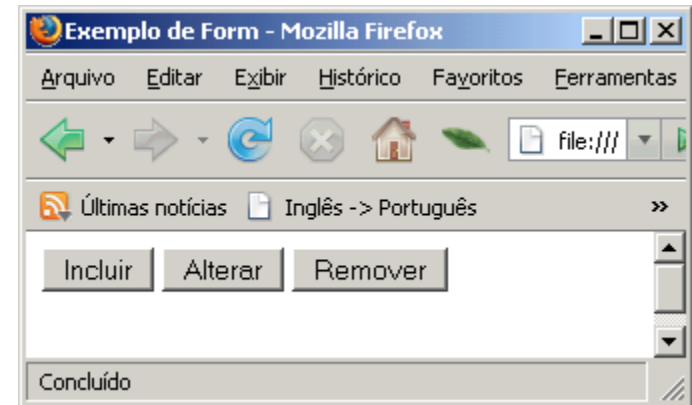 Exemplo de Form - Mozilla Firefox
Arquivo Editar Exibir Histórico Favoritos Ferramentas
file:///
Últimas notícias Inglês -> Português »
Incluir Alterar Remover
Concluído